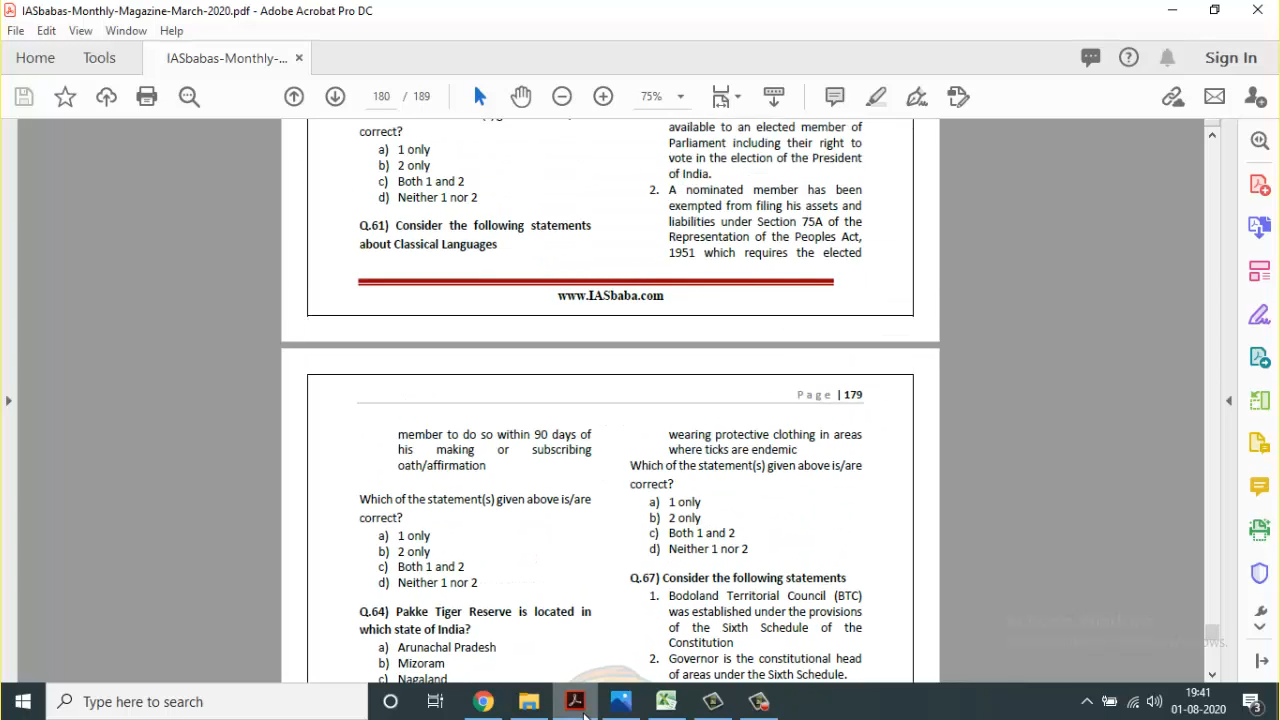 IASbabas-Monthly-Magazine-March-2020.pdf - Adobe Acrobat Pro DC
File Edit View Window Help
Home Tools IASbabas-Monthly-... × Sign In
180 / 189 75%
correct?
a) 1 only
b) 2 only
c) Both 1 and 2
d) Neither 1 nor 2
Q.61) Consider the following statements
about Classical Languages
available to an elected member of
Parliament including their right to
vote in the election of the President
of India.
2. A nominated member has been
exempted from filing his assets and
liabilities under Section 75A of the
Representation of the Peoples Act,
1951 which requires the elected
www.IASbaba.com
Page | 179
member to do so within 90 days of
his making or subscribing
oath/affirmation
Which of the statement(s) given above is/are
correct?
a) 1 only
b) 2 only
c) Both 1 and 2
d) Neither 1 nor 2
Q.64) Pakke Tiger Reserve is located in
which state of India?
a) Arunachal Pradesh
b) Mizoram
c) Nagaland
wearing protective clothing in areas
where ticks are endemic
Which of the statement(s) given above is/are
correct?
a) 1 only
b) 2 only
c) Both 1 and 2
d) Neither 1 nor 2
Q.67) Consider the following statements
1. Bodoland Territorial Council (BTC)
was established under the provisions
of the Sixth Schedule of the
Constitution
2. Governor is the constitutional head
of areas under the Sixth Schedule.
Type here to search
19:41
01-08-2020
3